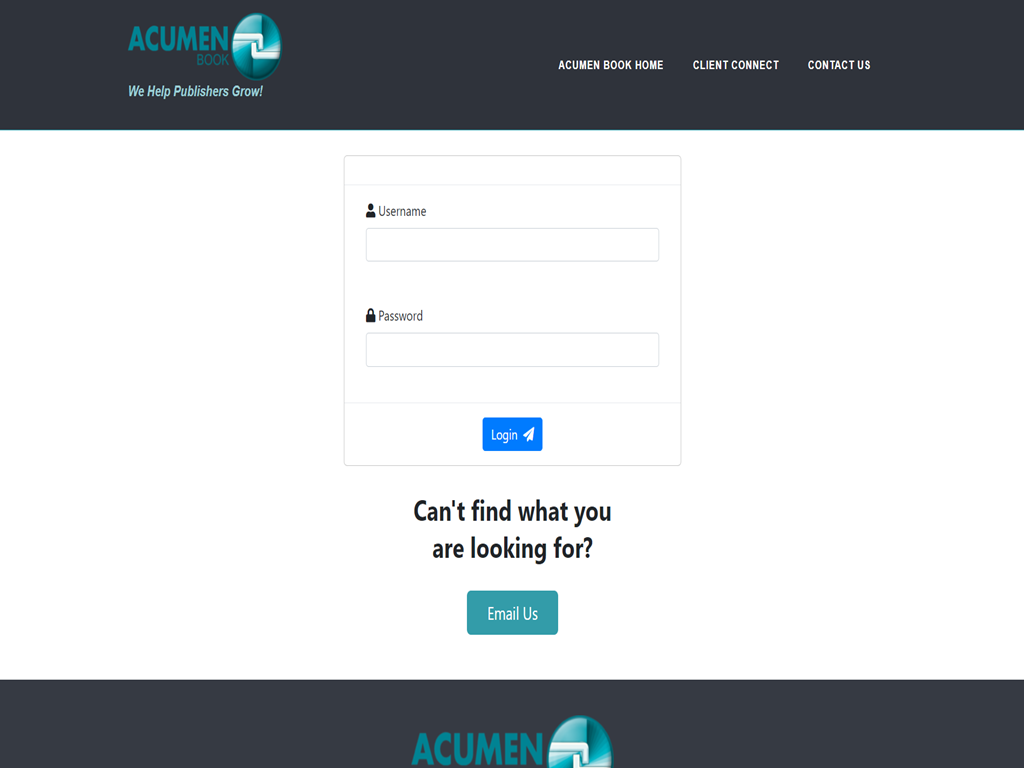 ACUMEN
BOOK
We Help Publishers Grow!
ACUMEN BOOK HOME
CLIENT CONNECT
CONTACT US
Username
Password
Login
Can't find what you
are looking for?
Email Us
ACUMEN